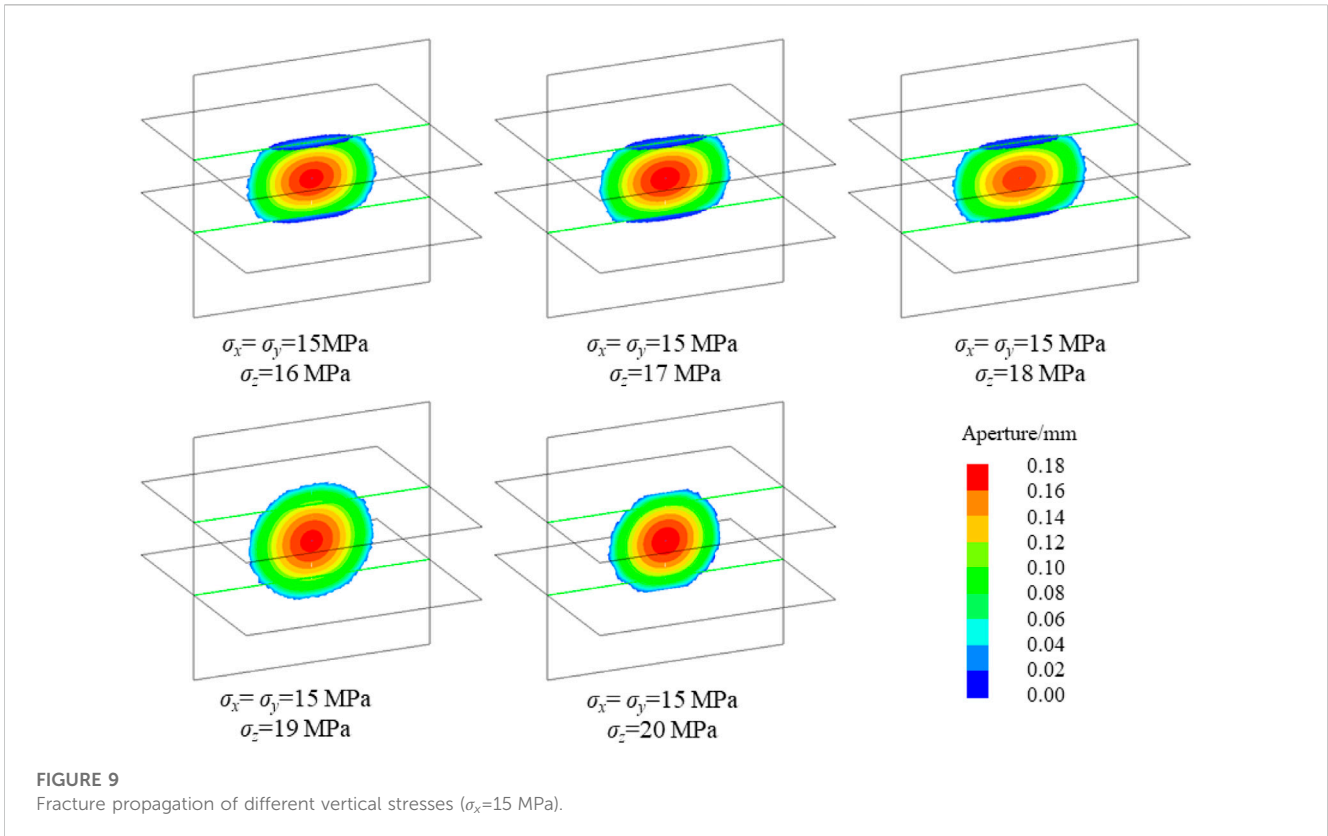 σx= σy=15MPa
σz=16 MPa
σx= σy=15 MPa
σz=17 MPa
σx= σy=15 MPa
σz=18 MPa
σx= σy=15 MPa
σz=19 MPa
σx= σy=15 MPa
σz=20 MPa
Aperture/mm
0.18
0.16
0.14
0.12
0.10
0.08
0.06
0.04
0.02
0.00
FIGURE 9
Fracture propagation of different vertical stresses (σx=15 MPa).